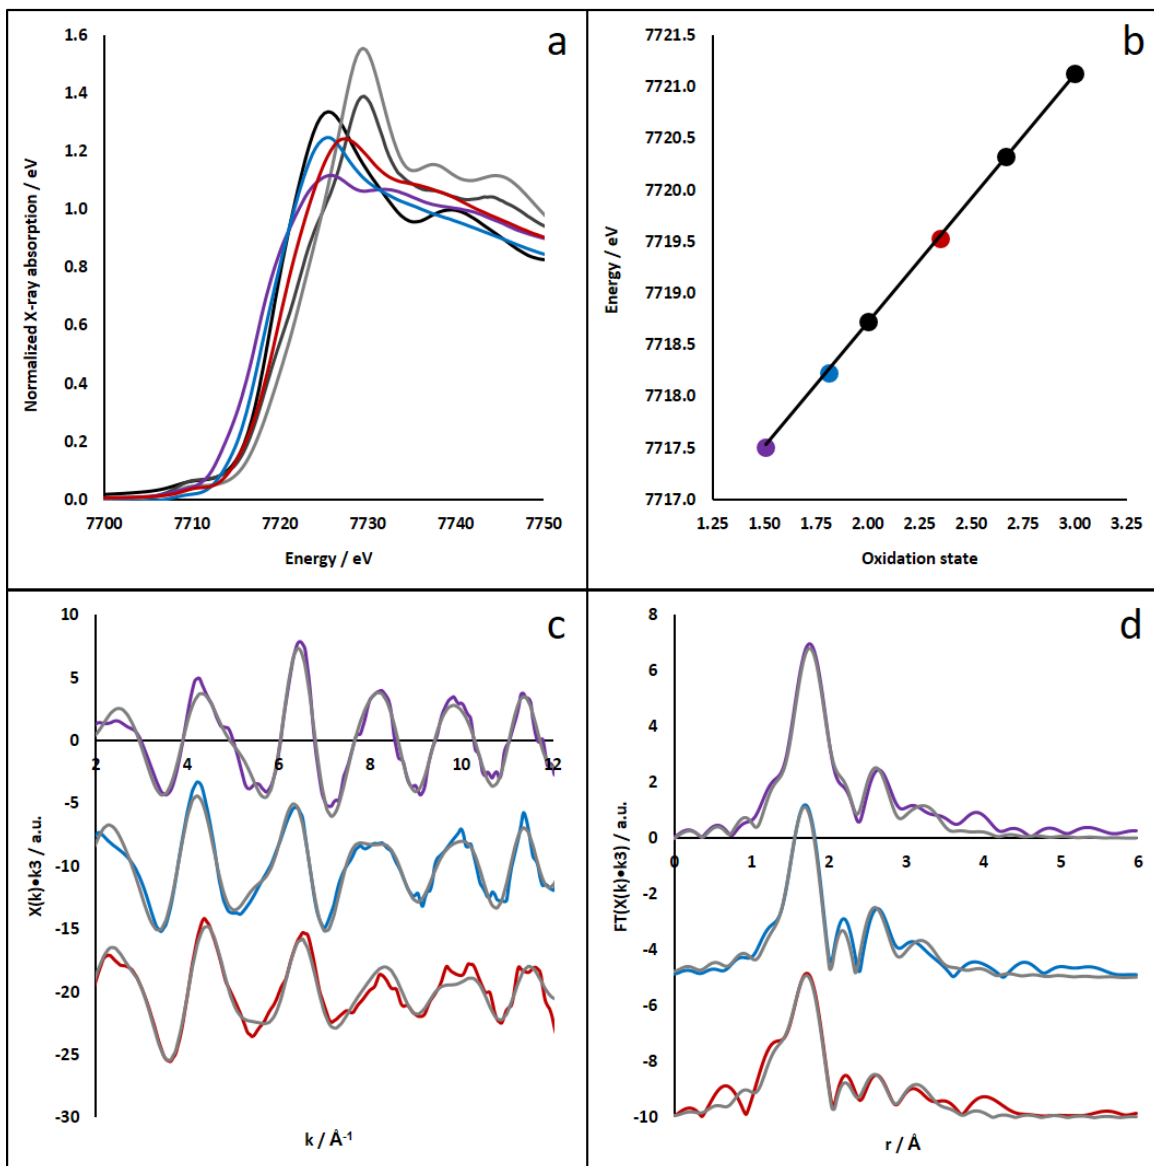 a
1.6
1.4
1.2
1.0
0.8
0.6
0.4
0.2
0.0
Normalized X-ray absorption / eV
7700 7710 7720 7730 7740 7750
Energy / eV
b
7721.5
7721.0
7720.5
7720.0
7719.5
7719.0
7718.5
7718.0
7717.5
7717.0
Energy / eV
1.25 1.50 1.75 2.00 2.25 2.50 2.75 3.00 3.25
Oxidation state
c
10
5
0
-5
-10
-15
-20
-25
-30
2 4 6 8 10 12
X(k)•k3 / a.u.
k / Å-1
d
8
6
4
2
0
-2
-4
-6
-8
-10
0 1 2 3 4 5 6
FT(X(k)•k3) / a.u.
r / Å